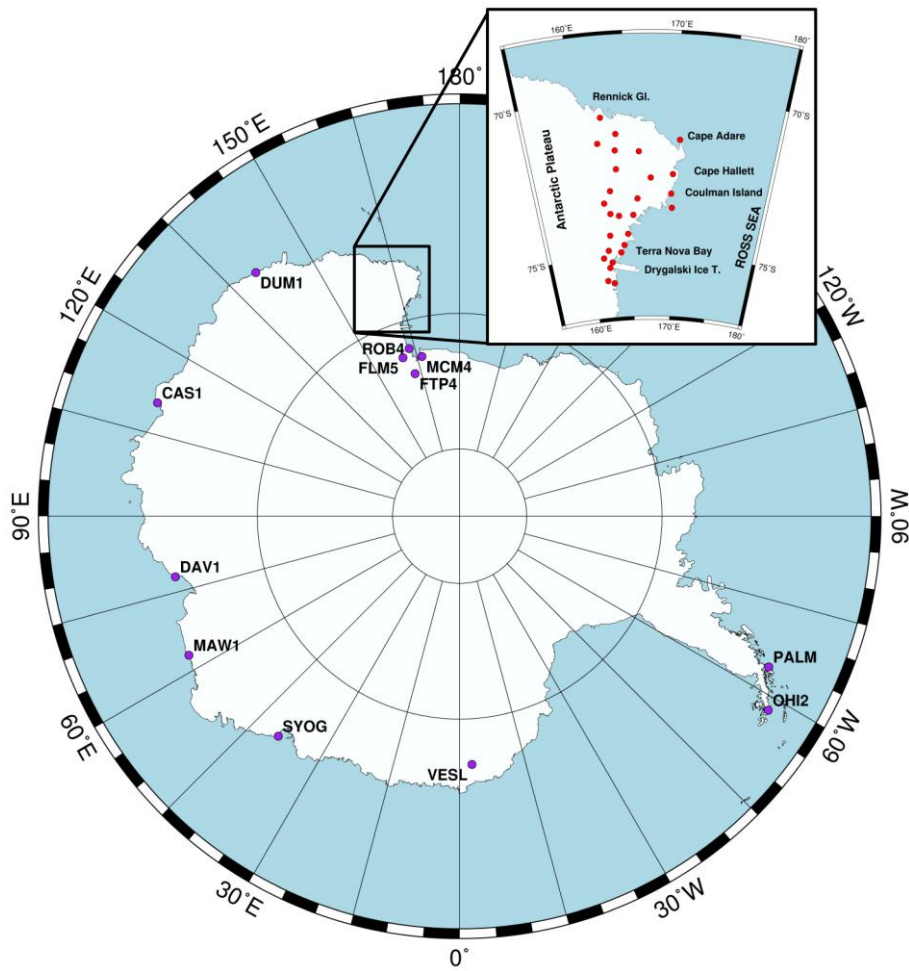 180˚
150˚E
120˚E
90˚E
60˚E
30˚E
0˚
30˚W
60˚W
90˚W
120˚W
160˚E
170˚E
180˚
70˚S
70˚S
75˚S
75˚S
160˚E
170˚E
180˚
Rennick Gl.
Cape Adare
Antarctic Plateau
Cape Hallett
Coulman Island
ROSS SEA
Terra Nova Bay
Drygalski Ice T.
DUM1
ROB4
FLM5
MCM4
FTP4
CAS1
DAV1
MAW1
SYOG
VESL
PALM
OHI2